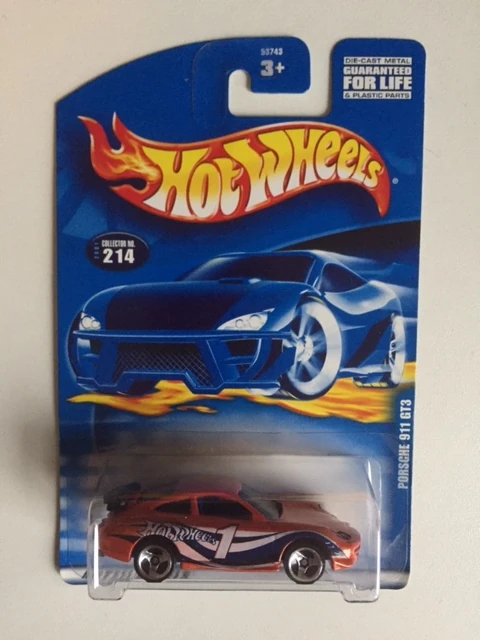 53743
3+
DIE-CAST METAL
GUARANTEED
FOR LIFE
& PLASTIC PARTS
HOT WHEELS
®
2001
COLLECTOR NO.
214
PORSCHE 911 GT3
HOT WHEELS
1